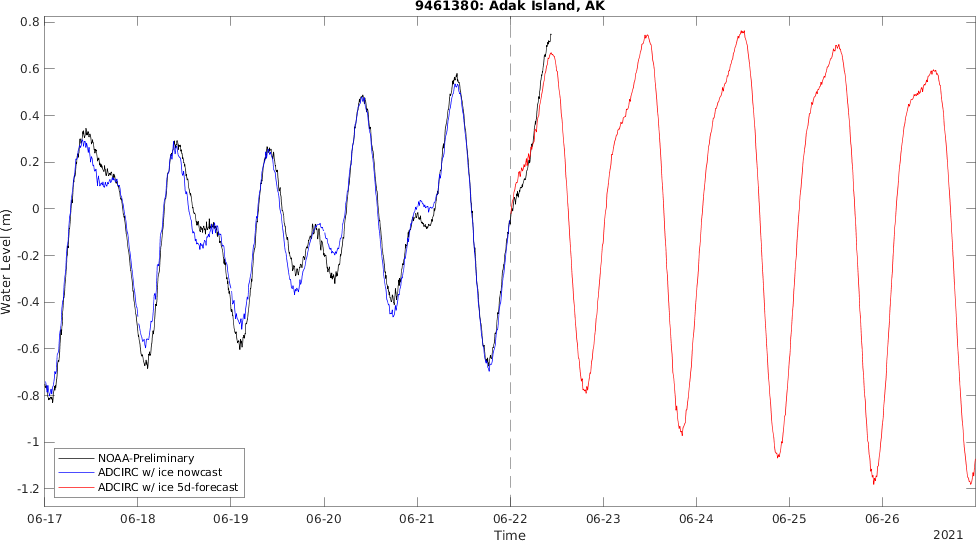 9461380: Adak Island, AK
0.8
0.6
0.4
0.2
0
-0.2
-0.4
-0.6
-0.8
-1
-1.2
Water Level (m)
NOAA-Preliminary
ADCIRC w/ ice nowcast
ADCIRC w/ ice 5d-forecast
06-17 06-18 06-19 06-20 06-21 06-22 06-23 06-24 06-25 06-26
Time
2021